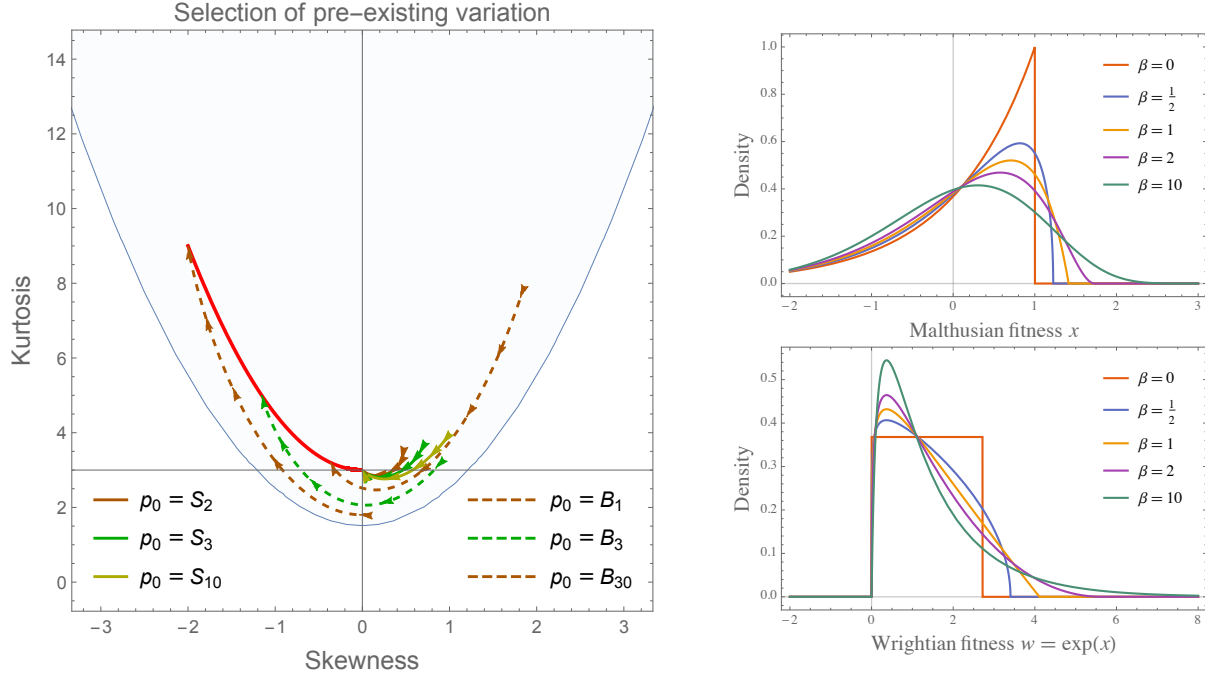 Selection of pre-existing variation
Kurtosis
14
12
10
8
6
4
2
0
p₀ = S₂
p₀ = S₃
p₀ = S₁₀
p₀ = B₁
p₀ = B₃
p₀ = B₃₀
−3 −2 −1 0 1 2 3
Skewness
Density
1.0
0.8
0.6
0.4
0.2
0.0
β = 0
β = 1/2
β = 1
β = 2
β = 10
-2 -1 0 1 2 3
Malthusian fitness x
Density
0.5
0.4
0.3
0.2
0.1
0.0
β = 0
β = 1/2
β = 1
β = 2
β = 10
-2 0 2 4 6 8
Wrightian fitness w = exp(x)